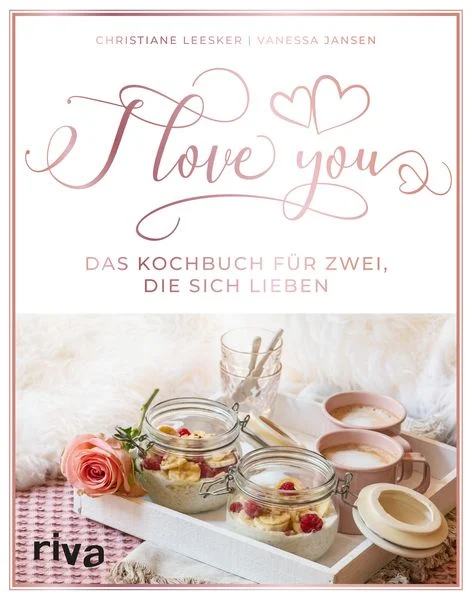 CHRISTIANE LEESKER | VANESSA JANSEN
I love you
DAS KOCHBUCH FÜR ZWEI,
DIE SICH LIEBEN
riva